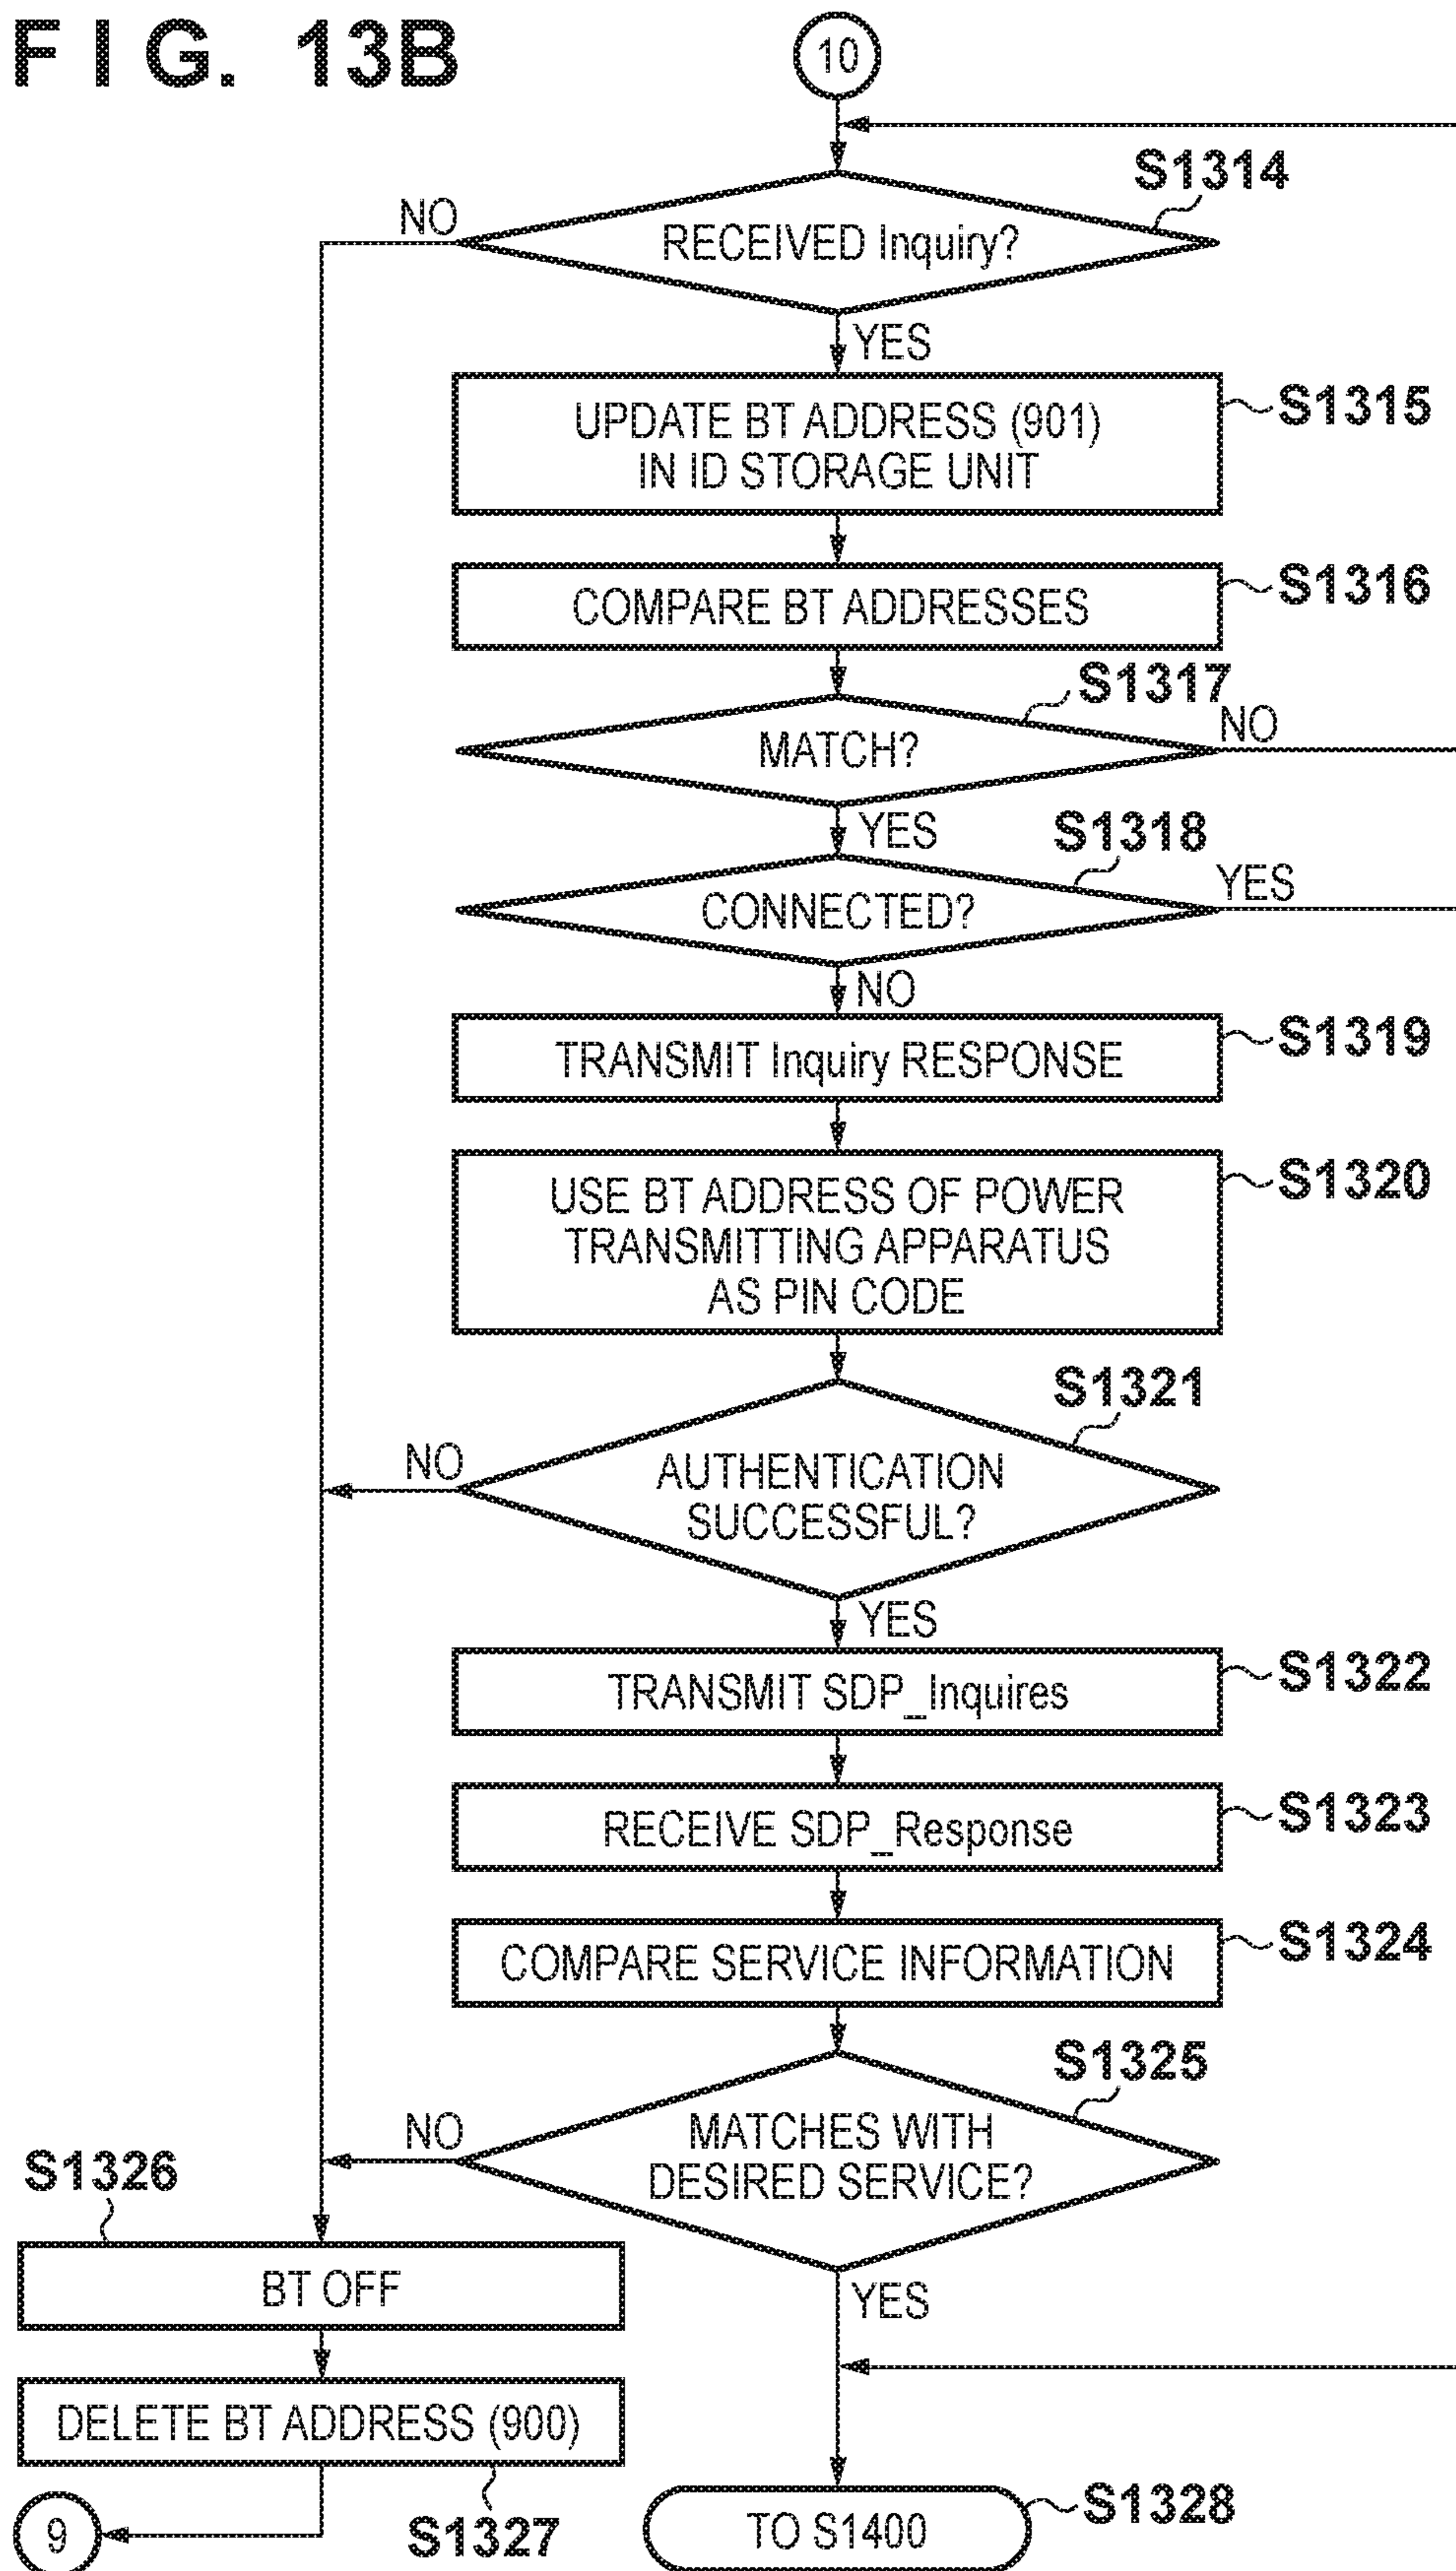 FIG. 13B
10
S1314
NO
RECEIVED Inquiry?
YES
UPDATE BT ADDRESS (901)
IN ID STORAGE UNIT
S1315
COMPARE BT ADDRESSES
S1316
S1317
MATCH?
NO
YES
S1318
CONNECTED?
YES
NO
TRANSMIT Inquiry RESPONSE
S1319
USE BT ADDRESS OF POWER
TRANSMITTING APPARATUS
AS PIN CODE
S1320
S1321
NO
AUTHENTICATION
SUCCESSFUL?
YES
TRANSMIT SDP_Inquires
S1322
RECEIVE SDP_Response
S1323
COMPARE SERVICE INFORMATION
S1324
S1325
NO
MATCHES WITH
DESIRED SERVICE?
YES
S1326
BT OFF
DELETE BT ADDRESS (900)
S1327
9
TO S1400
S1328